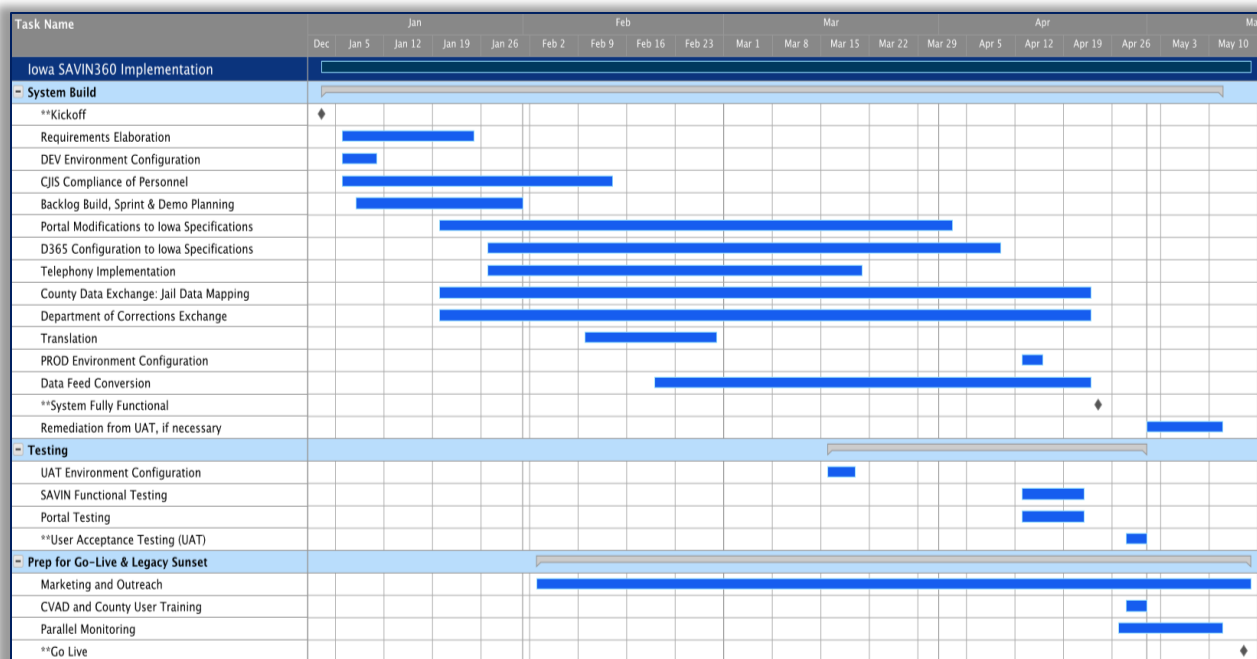 Task Name Jan Feb Mar Apr Ma
Dec Jan 5 Jan 12 Jan 19 Jan 26 Feb 2 Feb 9 Feb 16 Feb 23 Mar 1 Mar 8 Mar 15 Mar 22 Mar 29 Apr 5 Apr 12 Apr 19 Apr 26 May 3 May 10
Iowa SAVIN360 Implementation
System Build
**Kickoff
Requirements Elaboration
DEV Environment Configuration
CJIS Compliance of Personnel
Backlog Build, Sprint & Demo Planning
Portal Modifications to Iowa Specifications
D365 Configuration to Iowa Specifications
Telephony Implementation
County Data Exchange: Jail Data Mapping
Department of Corrections Exchange
Translation
PROD Environment Configuration
Data Feed Conversion
**System Fully Functional
Remediation from UAT, if necessary
Testing
UAT Environment Configuration
SAVIN Functional Testing
Portal Testing
**User Acceptance Testing (UAT)
Prep for Go-Live & Legacy Sunset
Marketing and Outreach
CVAD and County User Training
Parallel Monitoring
**Go Live